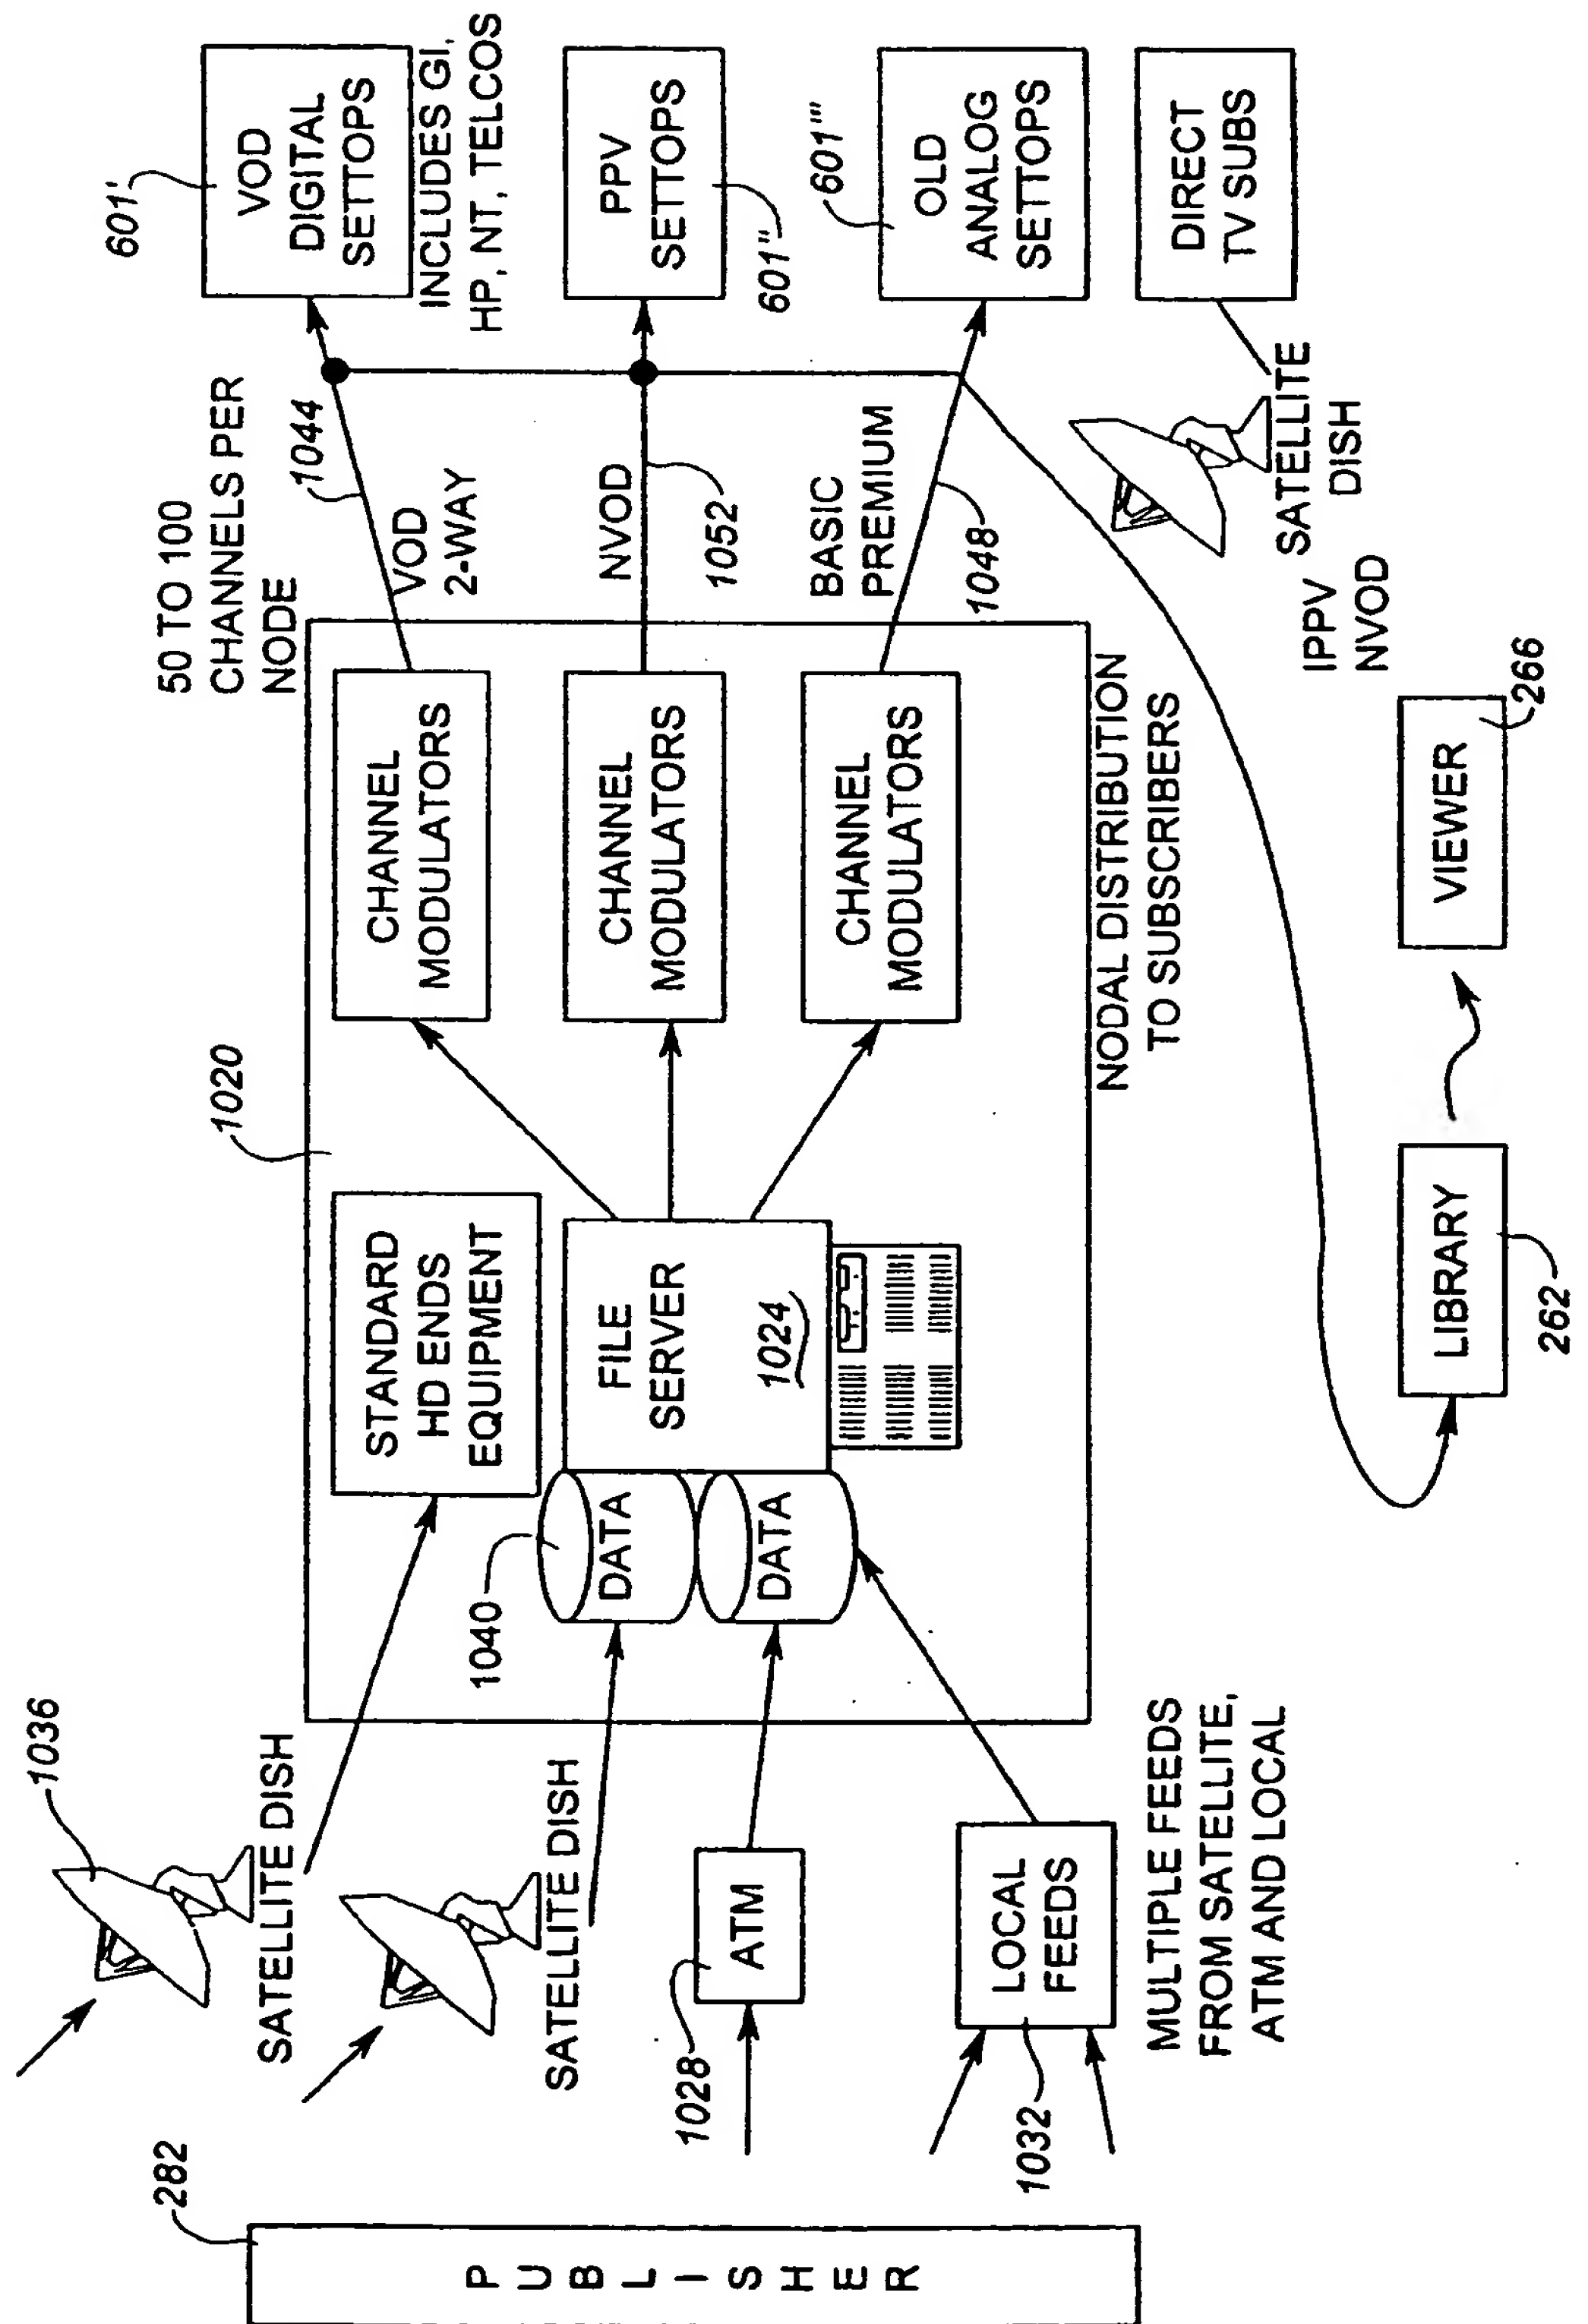 282
PUBLISHER
1036
SATELLITE DISH
SATELLITE DISH
1028
ATM
1032
LOCAL
FEEDS
MULTIPLE FEEDS
FROM SATELLITE,
ATM AND LOCAL
1020
STANDARD
HD ENDS
EQUIPMENT
1040
DATA
DATA
FILE
SERVER
1024
CHANNEL
MODULATORS
CHANNEL
MODULATORS
CHANNEL
MODULATORS
NODAL DISTRIBUTION
TO SUBSCRIBERS
50 TO 100
CHANNELS PER
NODE
1044
VOD
2-WAY
NVOD
1052
BASIC
PREMIUM
1048
601'
VOD
DIGITAL
SETTOPS
INCLUDES GI,
HP, NT, TELCOS
PPV
SETTOPS
601''
601'''
OLD
ANALOG
SETTOPS
DIRECT
TV SUBS
SATELLITE
DISH
IPPV
NVOD
LIBRARY
262
VIEWER
266